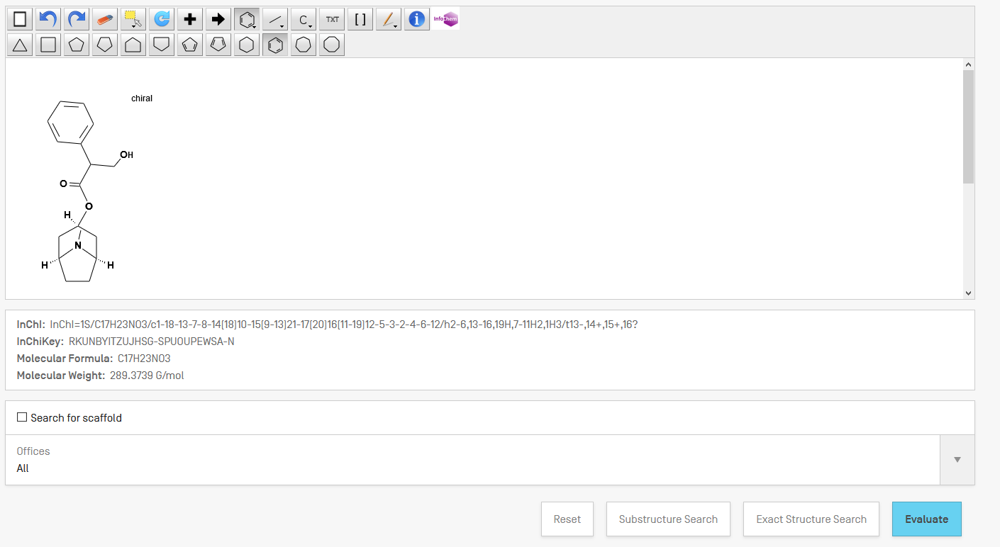 C
TXT
[ ]
i
InfoChem
chiral
OH
O
O
H
N
H
H
InChI: InChI=1S/C17H23NO3/c1-18-13-7-8-14[18]10-15[9-13]21-17[20]16[11-19]12-5-3-2-4-6-12/h2-6,13-16,19H,7-11H2,1H3/t13-,14+,15+,16?
InChiKey: RKUNBYITZUJHSG-SPUOUPEWSA-N
Molecular Formula: C17H23NO3
Molecular Weight: 289.3739 G/mol
Search for scaffold
Offices
All
Reset
Substructure Search
Exact Structure Search
Evaluate